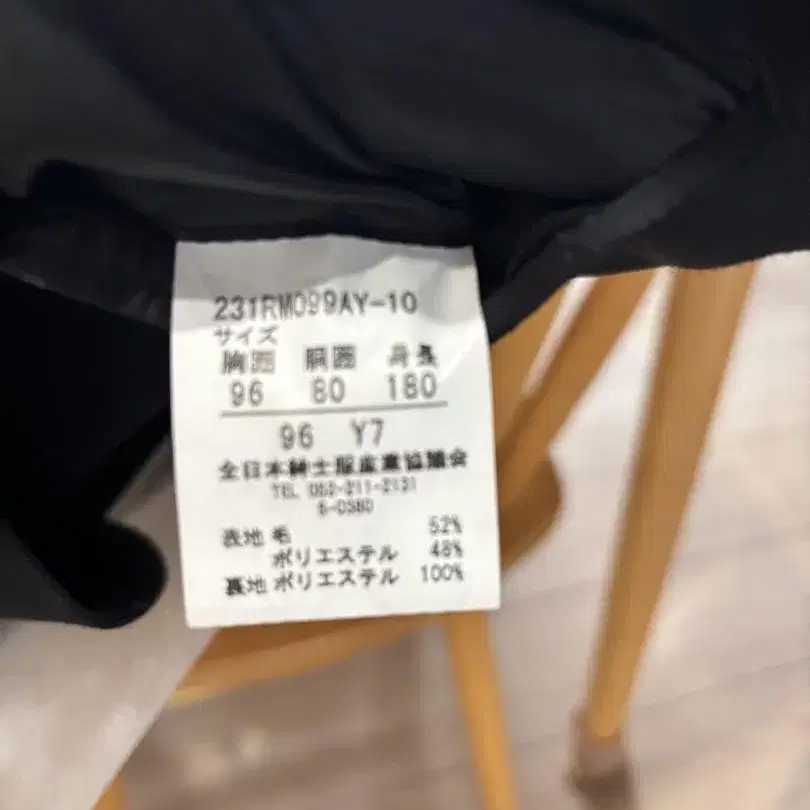 231RM099AY-10
サイズ
胸囲 胴囲 身長
96 80 180
96 Y7
全日本紳士服産業協議会
TEL 052-211-2131
6-0380
表地 毛 52%
ポリエステル 48%
裏地 ポリエステル 100%